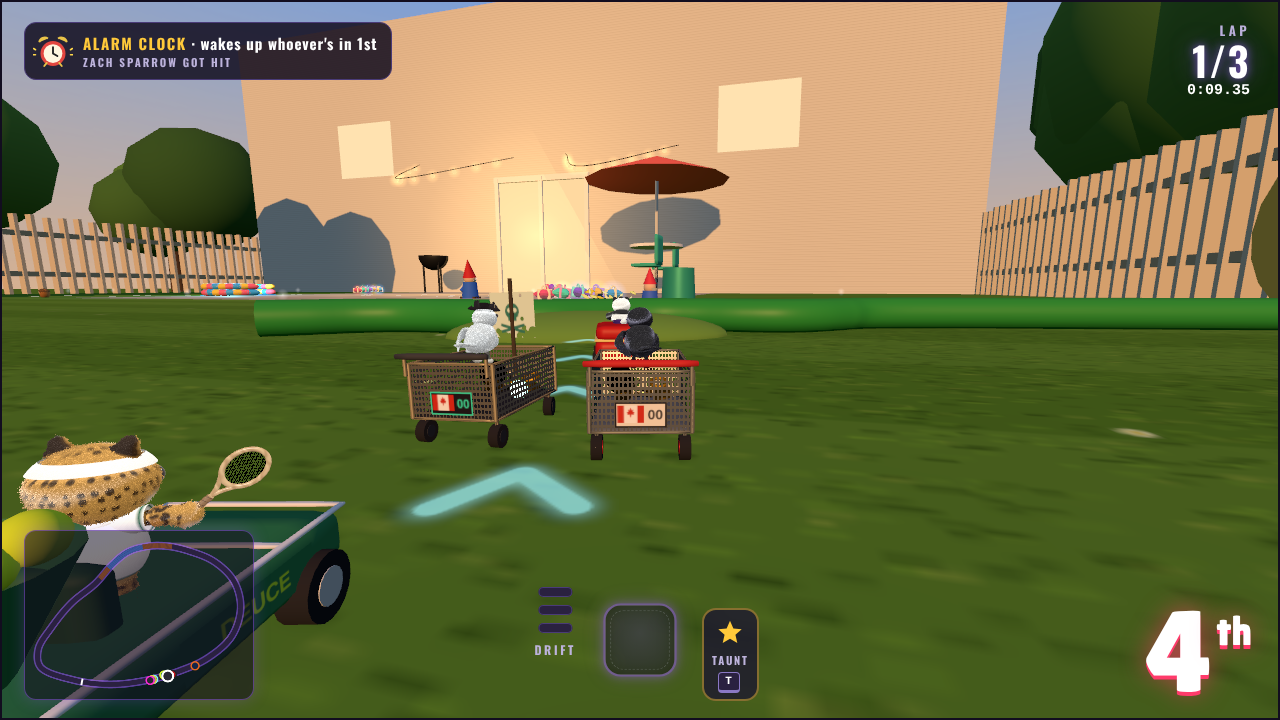 ALARM CLOCK · wakes up whoever's in 1st
ZACH SPARROW GOT HIT
LAP
1/3
0:09.35
00
00
DEUCE
DRIFT
TAUNT
T
4th